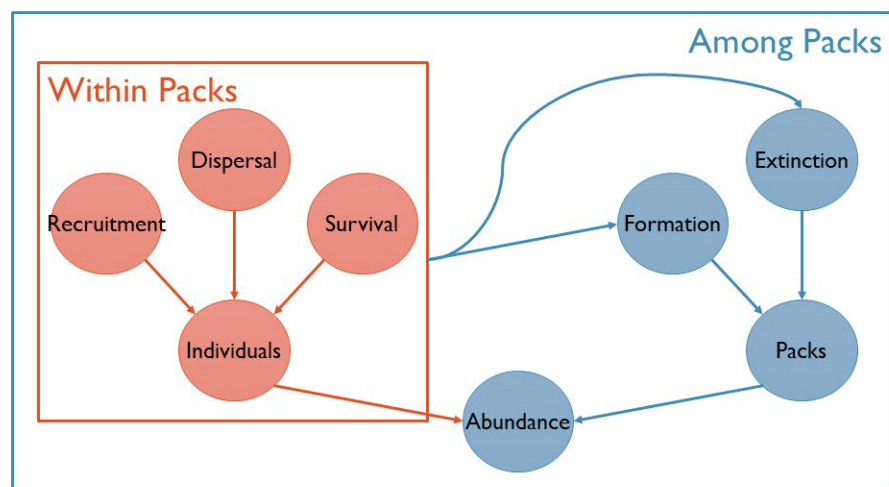 Among Packs
Within Packs
Dispersal
Extinction
Recruitment
Survival
Formation
Individuals
Packs
Abundance